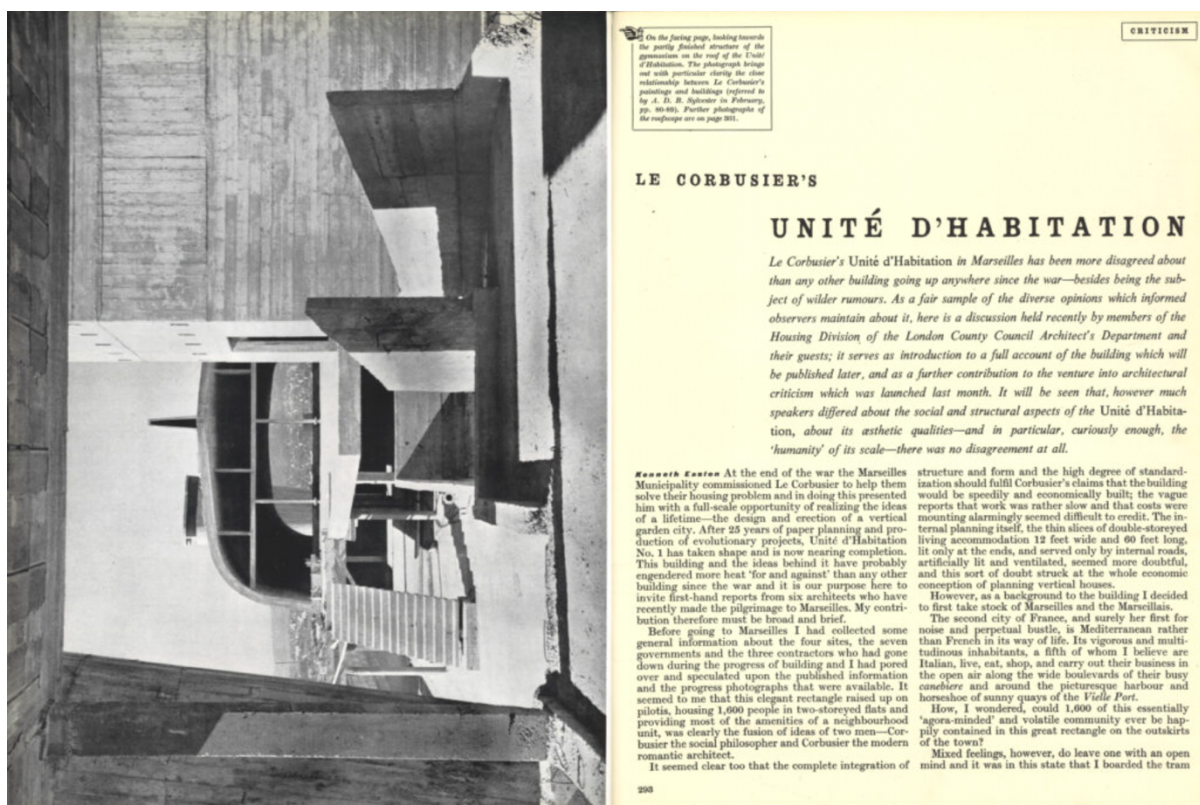 On the facing page, looking towards
the partly finished structure of the
gymnasium on the roof of the Unité
d'Habitation. The photograph brings
out with particular clarity the close
relationship between Le Corbusier's
paintings and buildings (referred to
by A. D. B. Sylvester in February,
pp. 80-88). Further photographs of
the roofscape are on page 301.
CRITICISM
LE CORBUSIER'S
UNITÉ D'HABITATION
Le Corbusier's Unité d'Habitation in Marseilles has been more disagreed about
than any other building going up anywhere since the war—besides being the sub-
ject of wilder rumours. As a fair sample of the diverse opinions which informed
observers maintain about it, here is a discussion held recently by members of the
Housing Division of the London County Council Architect's Department and
their guests; it serves as introduction to a full account of the building which will
be published later, and as a further contribution to the venture into architectural
criticism which was launched last month. It will be seen that, however much
speakers differed about the social and structural aspects of the Unité d'Habita-
tion, about its æsthetic qualities—and in particular, curiously enough, the
'humanity' of its scale—there was no disagreement at all.
Kenneth Easton At the end of the war the Marseilles
Municipality commissioned Le Corbusier to help them
solve their housing problem and in doing this presented
him with a full-scale opportunity of realizing the ideas
of a lifetime—the design and erection of a vertical
garden city. After 25 years of paper planning and pro-
duction of evolutionary projects, Unité d'Habitation
No. 1 has taken shape and is now nearing completion.
This building and the ideas behind it have probably
engendered more heat 'for and against' than any other
building since the war and it is our purpose here to
invite first-hand reports from six architects who have
recently made the pilgrimage to Marseilles. My contri-
bution therefore must be broad and brief.
Before going to Marseilles I had collected some
general information about the four sites, the seven
governments and the three contractors who had gone
down during the progress of building and I had pored
over and speculated upon the published information
and the progress photographs that were available. It
seemed to me that this elegant rectangle raised up on
pilotis, housing 1,600 people in two-storeyed flats and
providing most of the amenities of a neighbourhood
unit, was clearly the fusion of ideas of two men—Cor-
busier the social philosopher and Corbusier the modern
romantic architect.
It seemed clear too that the complete integration of
structure and form and the high degree of standard-
ization should fulfil Corbusier's claims that the building
would be speedily and economically built; the vague
reports that work was rather slow and that costs were
mounting alarmingly seemed difficult to credit. The in-
ternal planning itself, the thin slices of double-storeyed
living accommodation 12 feet wide and 60 feet long,
lit only at the ends, and served only by internal roads,
artificially lit and ventilated, seemed more doubtful,
and this sort of doubt struck at the whole economic
conception of planning vertical houses.
However, as a background to the building I decided
to first take stock of Marseilles and the Marseillais.
The second city of France, and surely her first for
noise and perpetual bustle, is Mediterranean rather
than French in its way of life. Its vigorous and multi-
tudinous inhabitants, a fifth of whom I believe are
Italian, live, eat, shop, and carry out their business in
the open air along the wide boulevards of their busy
canebiere and around the picturesque harbour and
horseshoe of sunny quays of the Vielle Port.
How, I wondered, could 1,600 of this essentially
'agora-minded' and volatile community ever be hap-
pily contained in this great rectangle on the outskirts
of the town?
Mixed feelings, however, do leave one with an open
mind and it was in this state that I boarded the tram
293